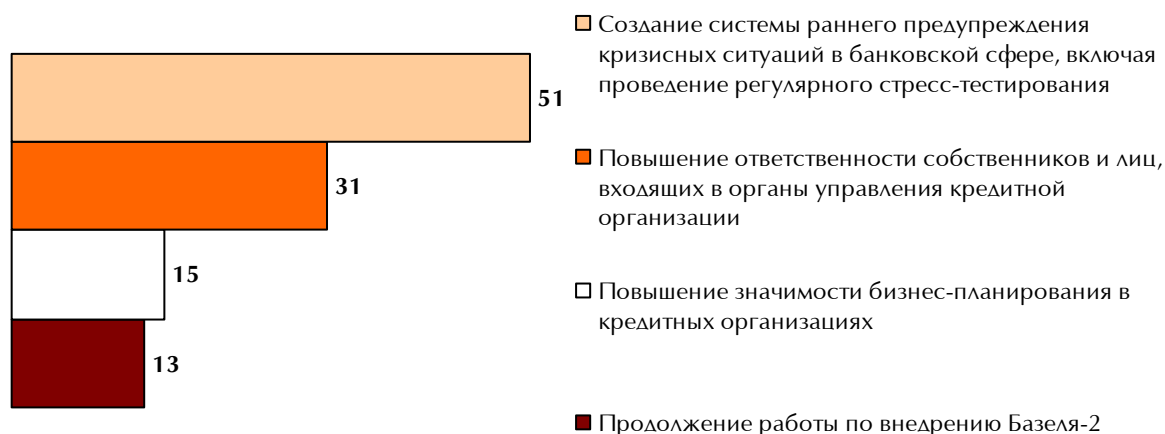 Создание системы раннего предупреждения
кризисных ситуаций в банковской сфере, включая
проведение регулярного стресс-тестирования
51
Повышение ответственности собственников и лиц,
входящих в органы управления кредитной
организации
31
Повышение значимости бизнес-планирования в
кредитных организациях
15
Продолжение работы по внедрению Базеля-2
13